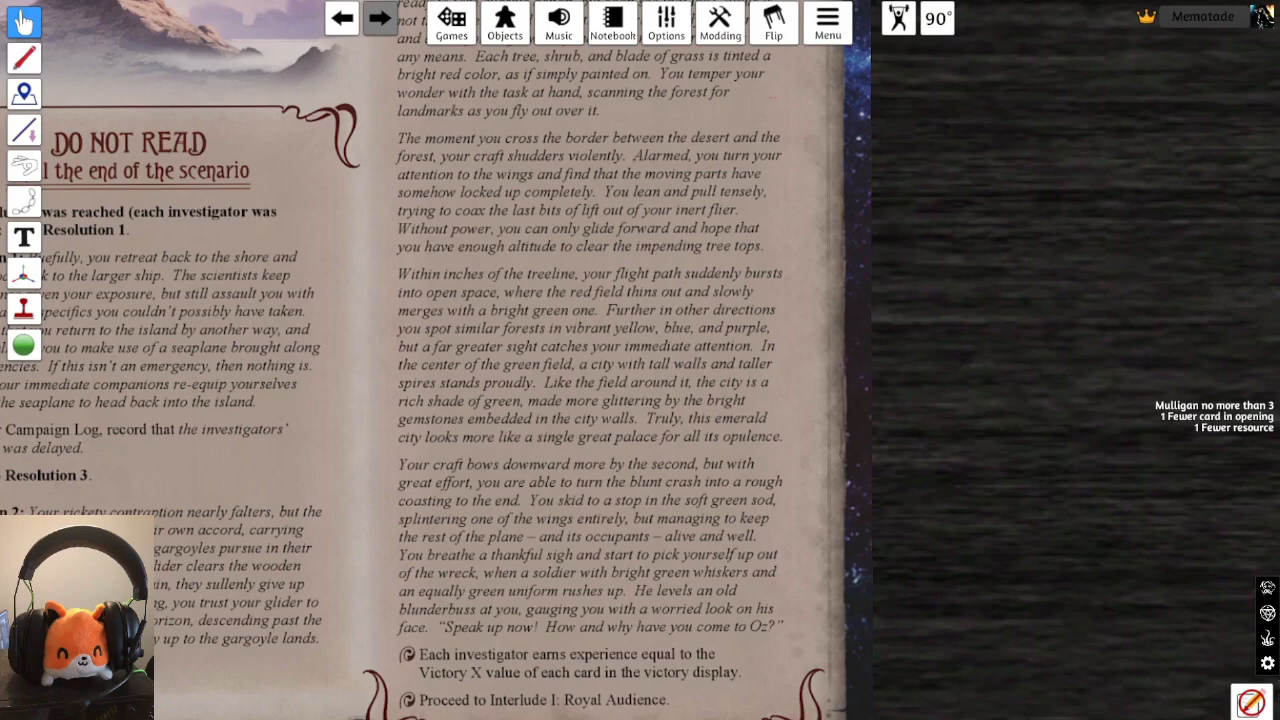 Games
Objects
Music
Notebook
Options
Modding
Flip
Menu
90°
Mematade
DO NOT READ
l the end of the scenario
was reached (each investigator was
Resolution 1.
efully, you retreat back to the shore and
k to the larger ship. The scientists keep
en your exposure, but still assault you with
specifics you couldn't possibly have taken.
you return to the island by another way, and
you to make use of a seaplane brought along
encies. If this isn't an emergency, then nothing is.
our immediate companions re-equip yourselves
the seaplane to head back into the island.
Campaign Log, record that the investigators'
was delayed.
Resolution 3.
2: Your rickety contraption nearly falters, but the
ir own accord, carrying
gargoyles pursue in their
lider clears the wooden
in, they sullenly give up
ng, you trust your glider to
orizon, descending past the
y up to the gargoyle lands.
not
and
any means. Each tree, shrub, and blade of grass is tinted a
bright red color, as if simply painted on. You temper your
wonder with the task at hand, scanning the forest for
landmarks as you fly out over it.
The moment you cross the border between the desert and the
forest, your craft shudders violently. Alarmed, you turn your
attention to the wings and find that the moving parts have
somehow locked up completely. You lean and pull tensely,
trying to coax the last bits of lift out of your inert flier.
Without power, you can only glide forward and hope that
you have enough altitude to clear the impending tree tops.
Within inches of the treeline, your flight path suddenly bursts
into open space, where the red field thins out and slowly
merges with a bright green one. Further in other directions
you spot similar forests in vibrant yellow, blue, and purple,
but a far greater sight catches your immediate attention. In
the center of the green field, a city with tall walls and taller
spires stands proudly. Like the field around it, the city is a
rich shade of green, made more glittering by the bright
gemstones embedded in the city walls. Truly, this emerald
city looks more like a single great palace for all its opulence.
Your craft bows downward more by the second, but with
great effort, you are able to turn the blunt crash into a rough
coasting to the end. You skid to a stop in the soft green sod,
splintering one of the wings entirely, but managing to keep
the rest of the plane – and its occupants – alive and well.
You breathe a thankful sigh and start to pick yourself up out
of the wreck, when a soldier with bright green whiskers and
an equally green uniform rushes up. He levels an old
blunderbuss at you, gauging you with a worried look on his
face. "Speak up now! How and why have you come to Oz?"
Each investigator earns experience equal to the
Victory X value of each card in the victory display.
Proceed to Interlude I: Royal Audience.
Mulligan no more than 3
1 Fewer card in opening
1 Fewer resource